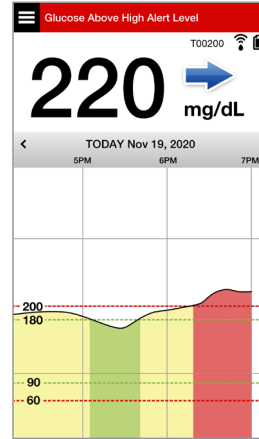 Glucose Above High Alert Level
T00200
220
mg/dL
TODAY Nov 19, 2020
5PM 6PM 7PM
200
180
90
60